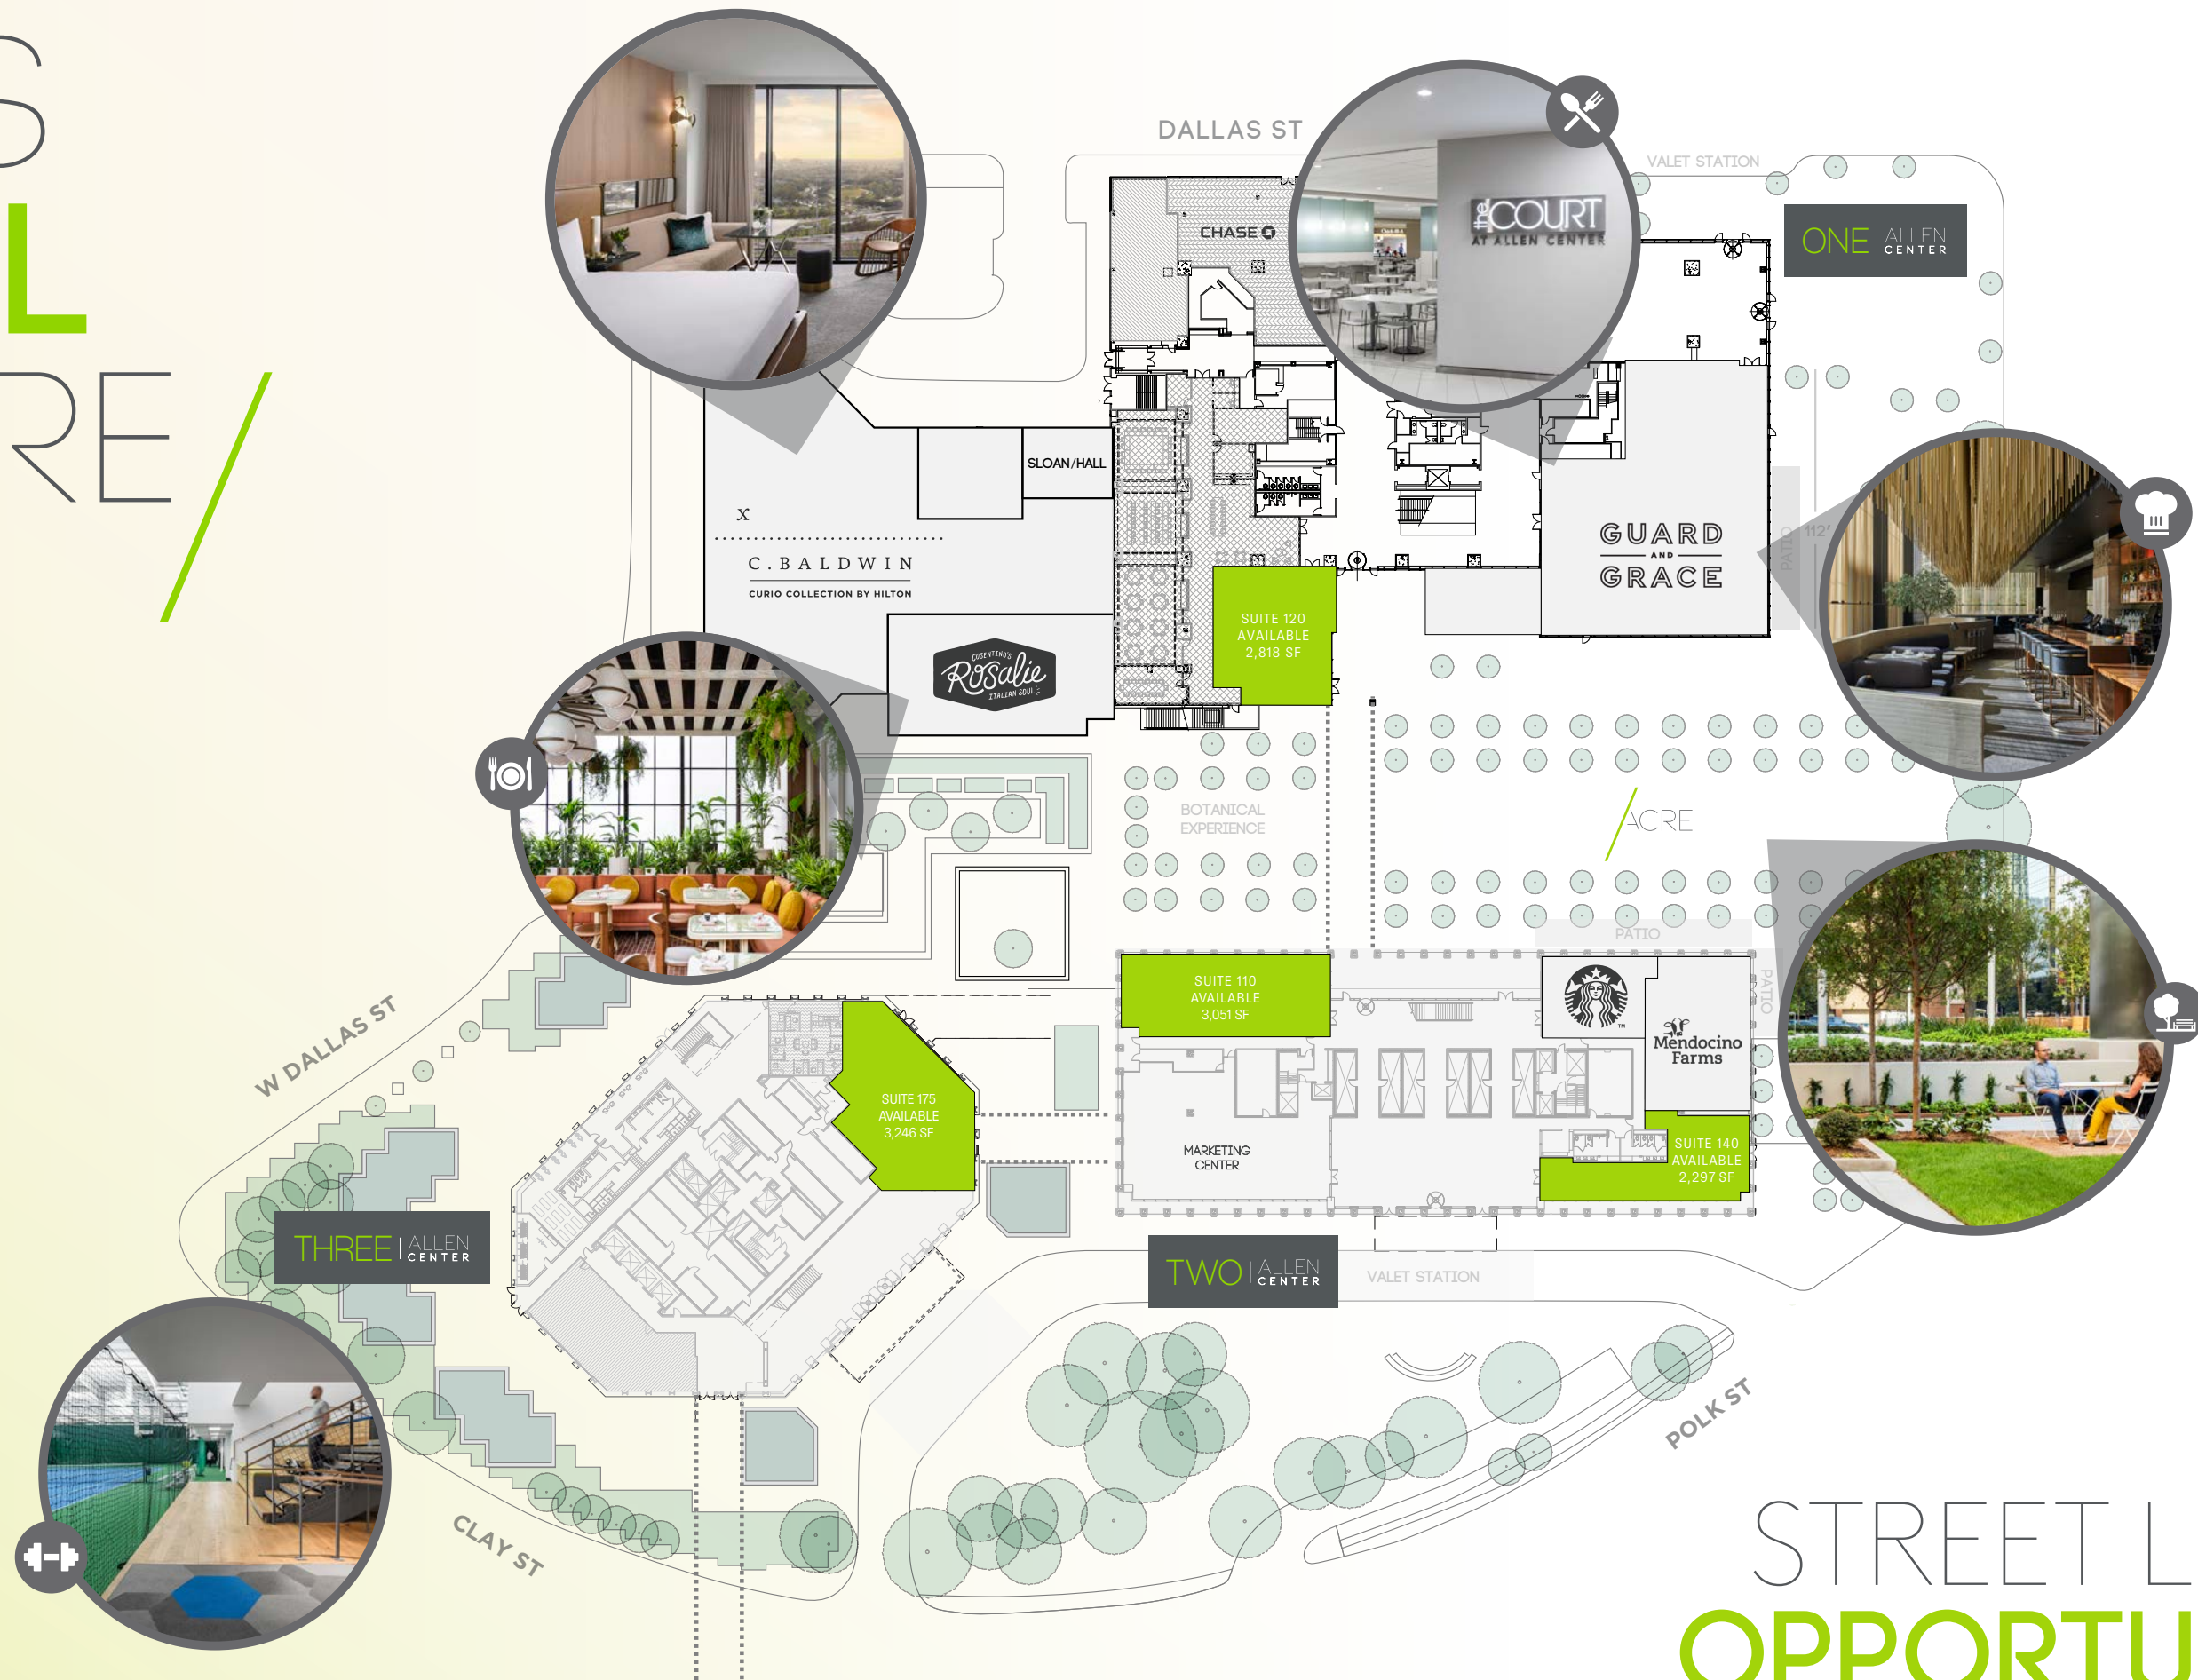 S
L
RE/
DALLAS ST
VALET STATION
CHASE
the COURT
AT ALLEN CENTER
ONE | ALLEN CENTER
SLOAN/HALL
X
C. BALDWIN
CURIO COLLECTION BY HILTON
GUARD
AND
GRACE
PATIO
112'
SUITE 120
AVAILABLE
2,818 SF
COSENTINO'S
Rosalie
ITALIAN SOUL
BOTANICAL
EXPERIENCE
ACRE
PATIO
PATIO
SUITE 110
AVAILABLE
3,051 SF
Mendocino
Farms
W DALLAS ST
SUITE 175
AVAILABLE
3,246 SF
MARKETING
CENTER
SUITE 140
AVAILABLE
2,297 SF
THREE | ALLEN CENTER
TWO | ALLEN CENTER
VALET STATION
POLK ST
CLAY ST
STREET L
OPPORTU